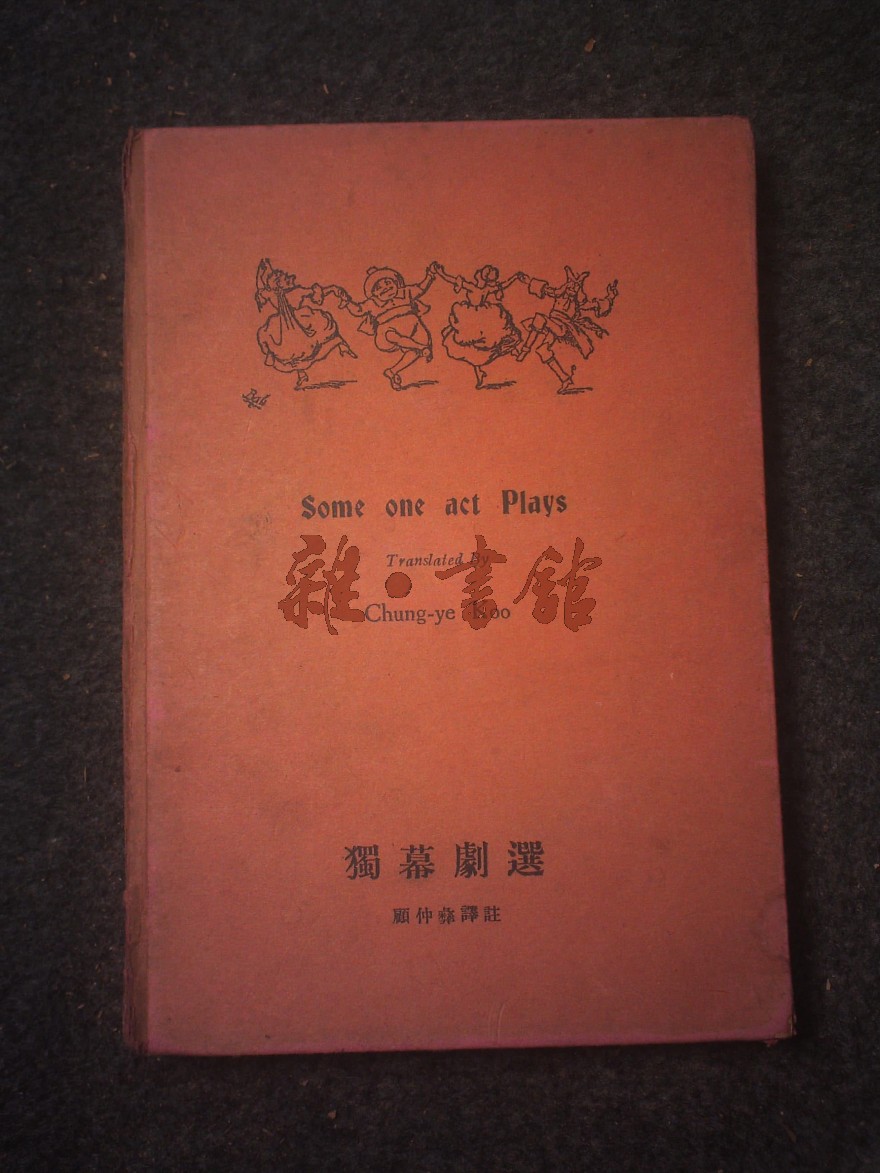 Some one act Plays
Translated By
雜·書館
Chung-ye Koo
獨幕劇選
顧仲彝譯註